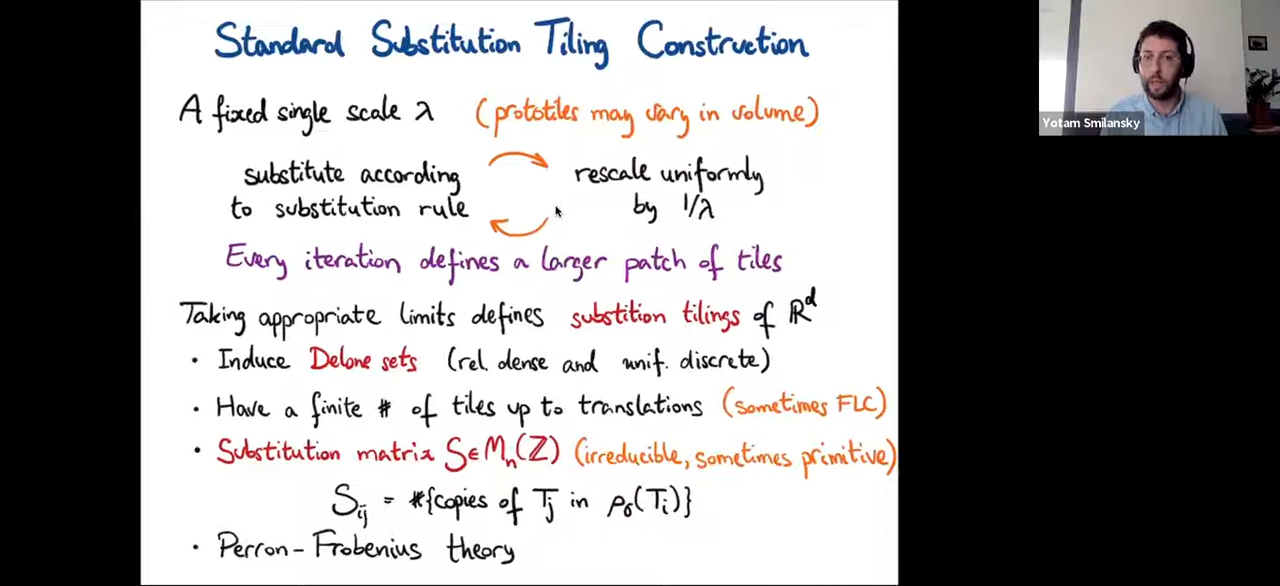 Standard Substitution Tiling Construction
A fixed single scale λ (prototiles may vary in volume)
substitute according to substitution rule
rescale uniformly by 1/λ
Every iteration defines a larger patch of tiles
Taking appropriate limits defines substition tilings of ℝᵈ
• Induce Delone sets (rel. dense and unif. discrete)
• Have a finite # of tiles up to translations (sometimes FLC)
• Substitution matrix S∈Mₙ(ℤ) (irreducible, sometimes primitive)
Sᵢⱼ = #{copies of Tⱼ in ρσ(Tᵢ)}
• Perron-Frobenius theory
Yotam Smilansky